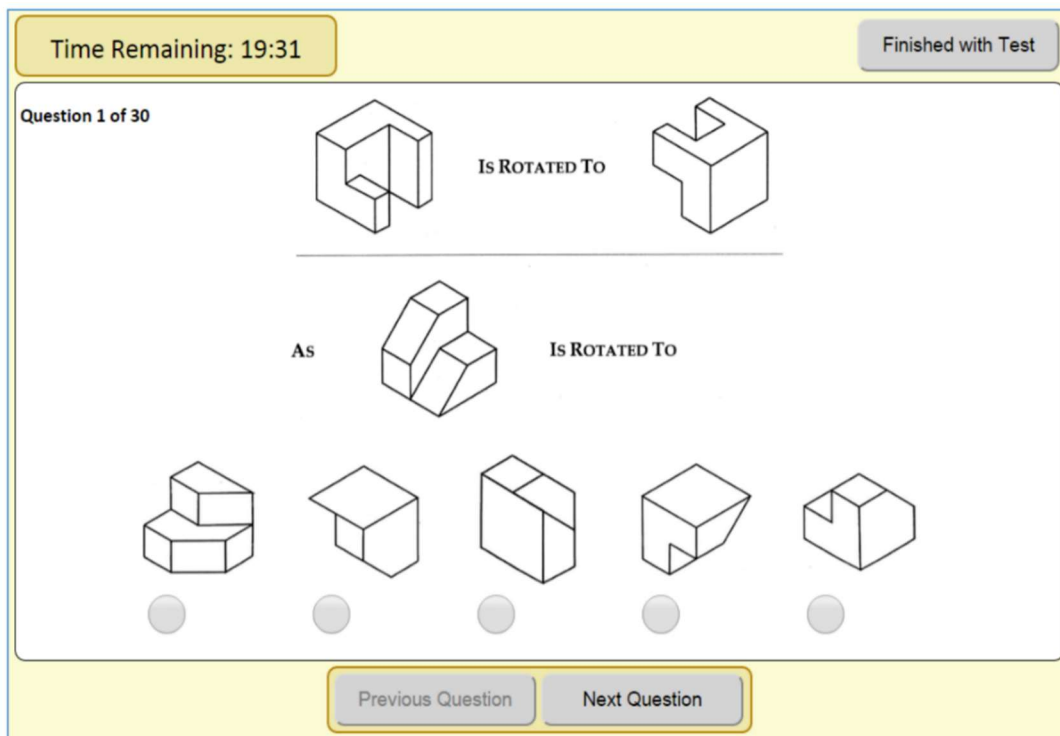 Time Remaining: 19:31
Finished with Test
Question 1 of 30
IS ROTATED TO
AS
IS ROTATED TO
Previous Question
Next Question